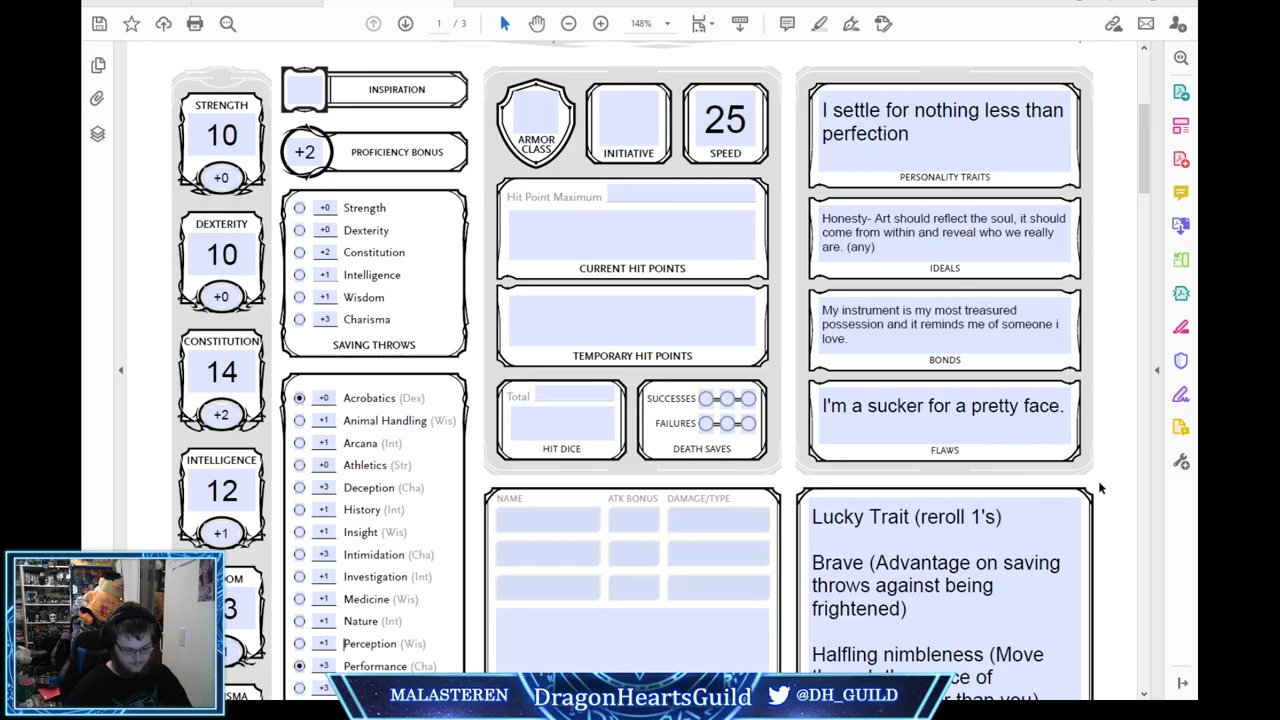 1 / 3
148%
STRENGTH
10
+0
DEXTERITY
10
+0
CONSTITUTION
14
+2
INTELLIGENCE
12
+1
INSPIRATION
+2 PROFICIENCY BONUS
+0 Strength
+0 Dexterity
+2 Constitution
+1 Intelligence
+1 Wisdom
+3 Charisma
SAVING THROWS
+0 Acrobatics (Dex)
+1 Animal Handling (Wis)
+1 Arcana (Int)
+0 Athletics (Str)
+3 Deception (Cha)
+1 History (Int)
+1 Insight (Wis)
+3 Intimidation (Cha)
+1 Investigation (Int)
+1 Medicine (Wis)
+1 Nature (Int)
+1 Perception (Wis)
+3 Performance (Cha)
+3
ARMOR
CLASS
INITIATIVE
25
SPEED
Hit Point Maximum
CURRENT HIT POINTS
TEMPORARY HIT POINTS
Total
HIT DICE
SUCCESSES
FAILURES
DEATH SAVES
NAME ATK BONUS DAMAGE/TYPE
I settle for nothing less than
perfection
PERSONALITY TRAITS
Honesty- Art should reflect the soul, it should
come from within and reveal who we really
are. (any)
IDEALS
My instrument is my most treasured
possession and it reminds me of someone i
love.
BONDS
I'm a sucker for a pretty face.
FLAWS
Lucky Trait (reroll 1's)
Brave (Advantage on saving
throws against being
frightened)
Halfling nimbleness (Move
than you)
MALASTEREN DragonHeartsGuild @DH_GUILD